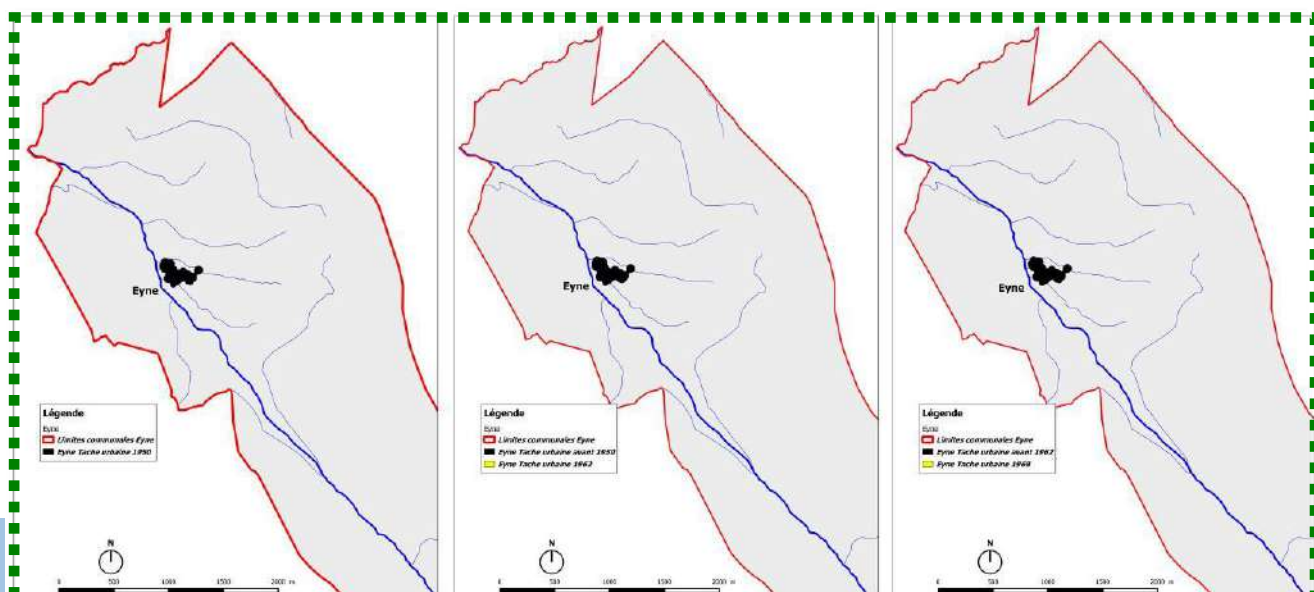 Eyne
Légende
Eyne
Limites communales Eyne
Eyne Tache urbaine 1950
N
0 500 1000 1500 2000 m
Eyne
Légende
Eyne
Limites communales Eyne
Eyne Tache urbaine avant 1950
Eyne Tache urbaine 1962
N
0 500 1000 1500 2000 m
Eyne
Légende
Eyne
Limites communales Eyne
Eyne Tache urbaine avant 1962
Eyne Tache urbaine 1969
N
0 500 1000 1500 2000 m